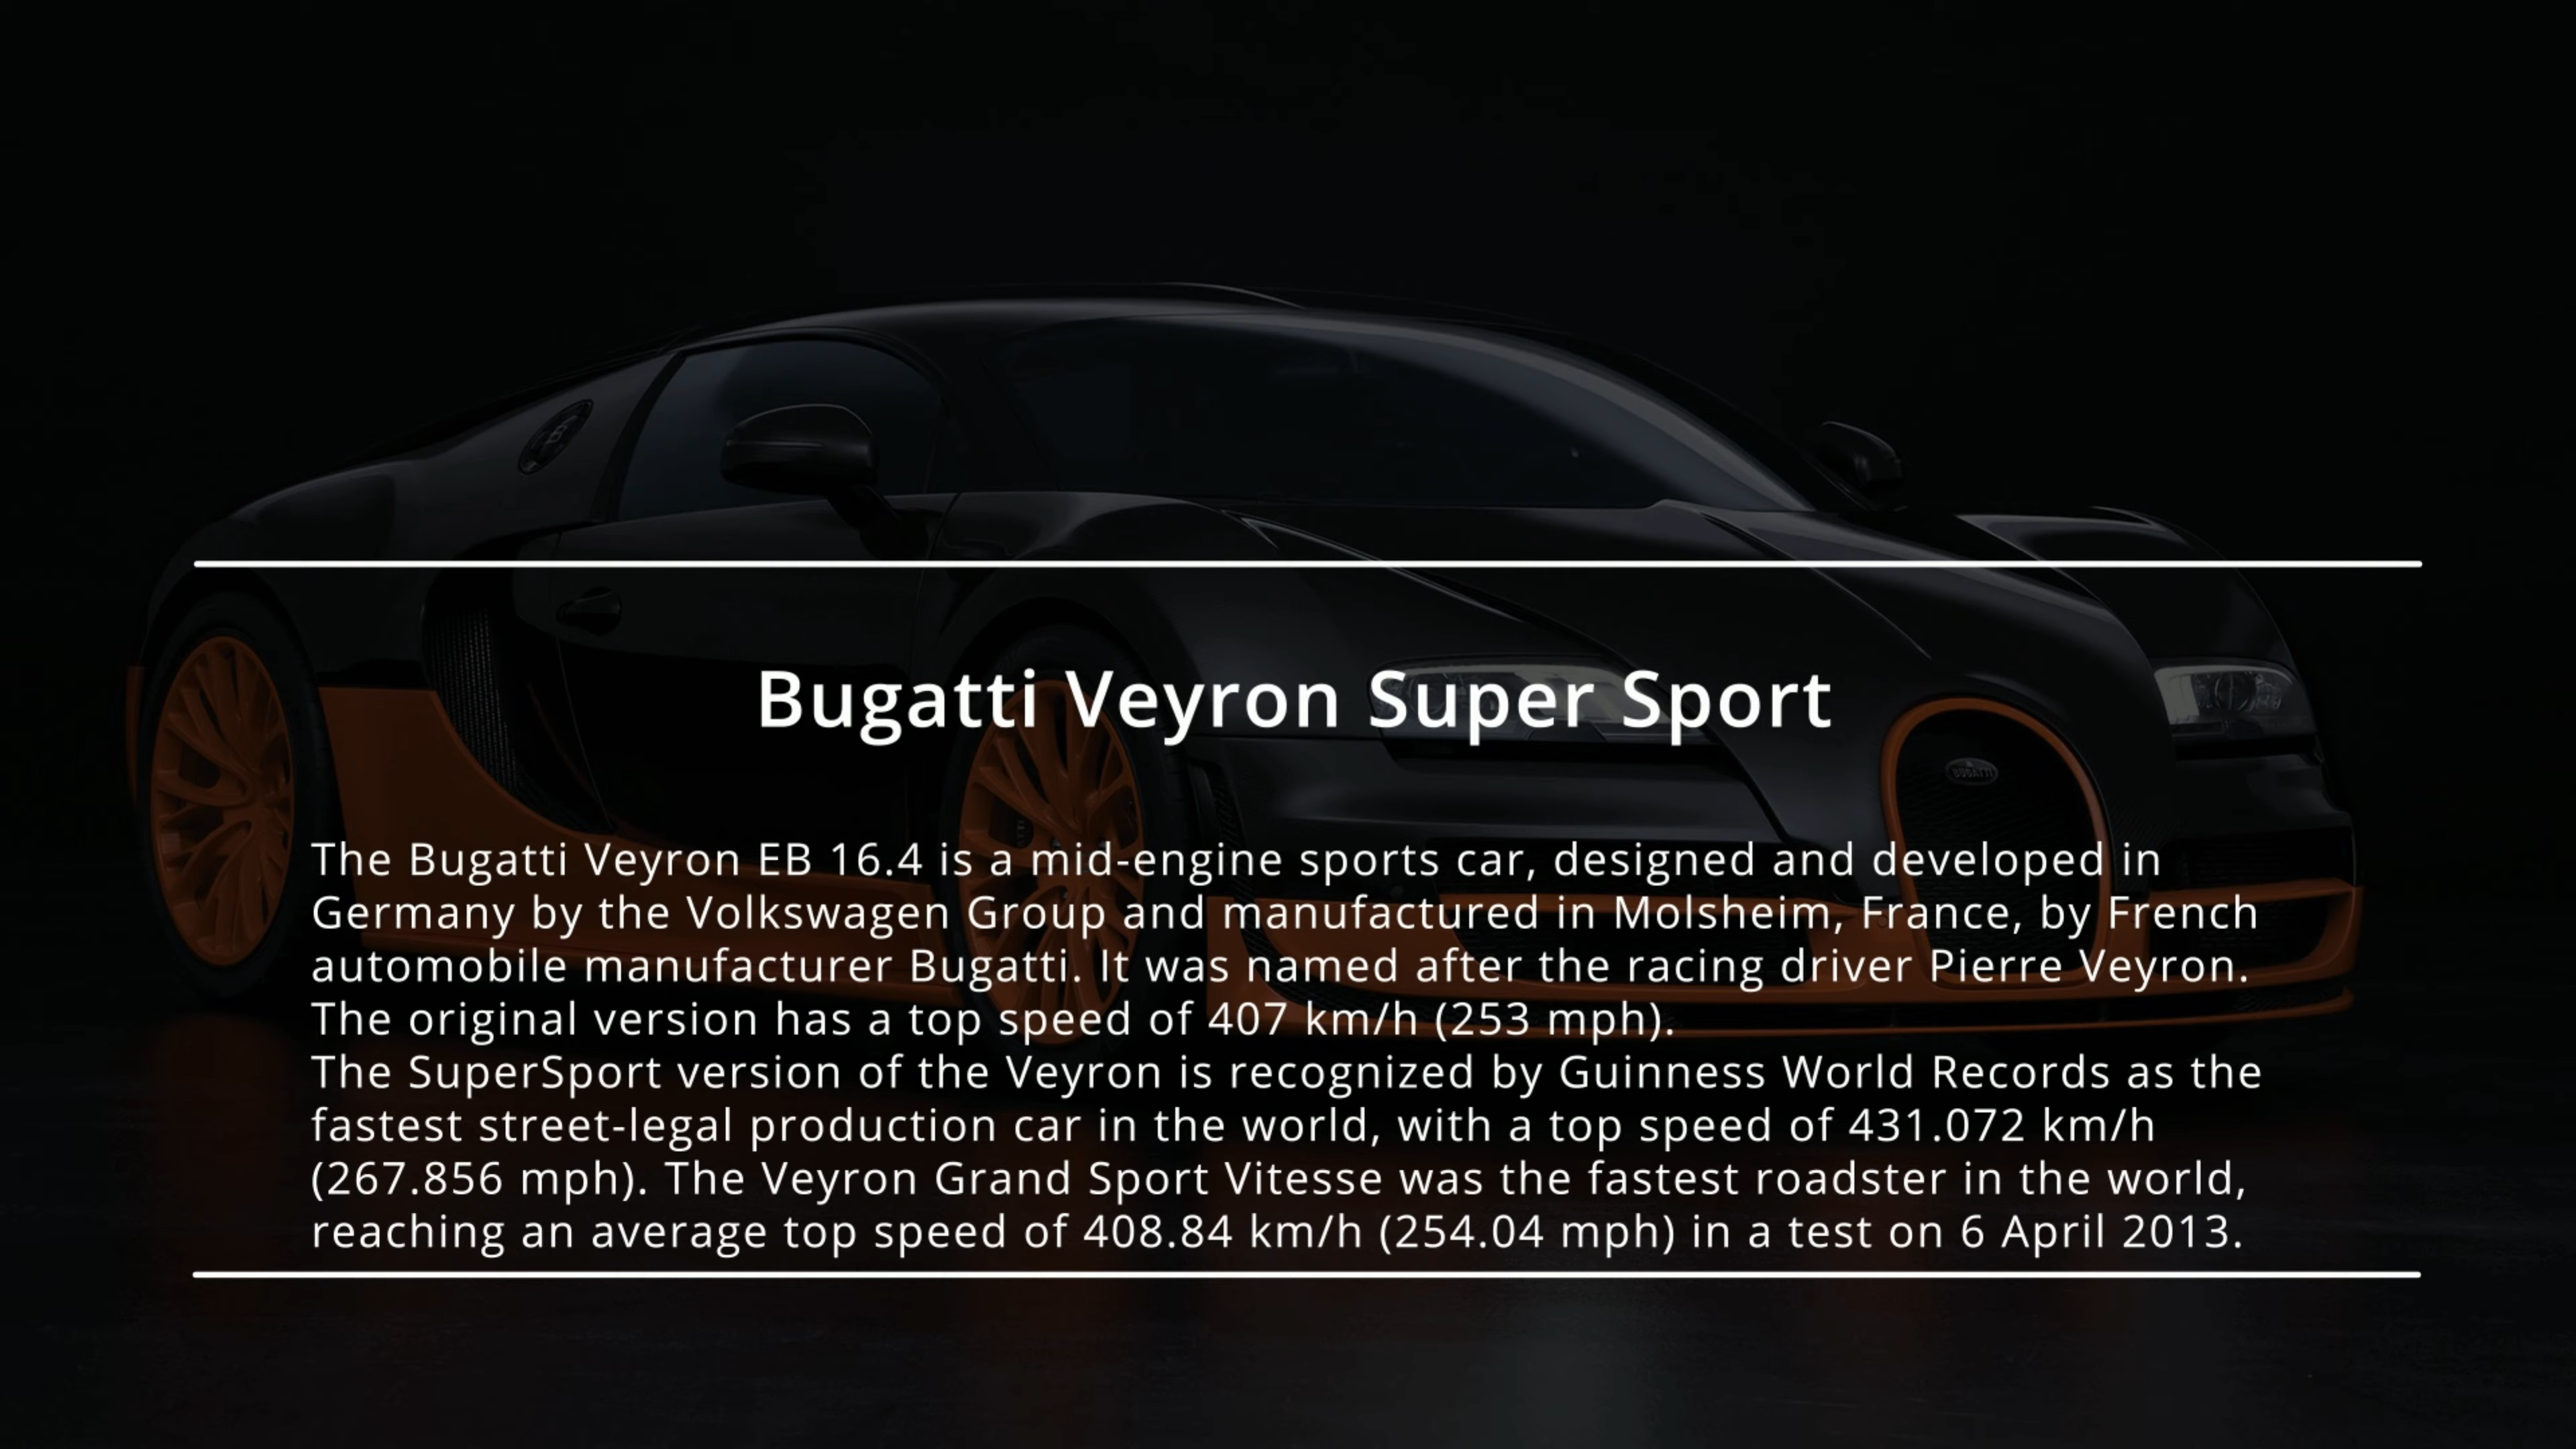 Bugatti Veyron Super Sport
BUGATTI
The Bugatti Veyron EB 16.4 is a mid-engine sports car, designed and developed in
Germany by the Volkswagen Group and manufactured in Molsheim, France, by French
automobile manufacturer Bugatti. It was named after the racing driver Pierre Veyron.
The original version has a top speed of 407 km/h (253 mph).
The SuperSport version of the Veyron is recognized by Guinness World Records as the
fastest street-legal production car in the world, with a top speed of 431.072 km/h
(267.856 mph). The Veyron Grand Sport Vitesse was the fastest roadster in the world,
reaching an average top speed of 408.84 km/h (254.04 mph) in a test on 6 April 2013.